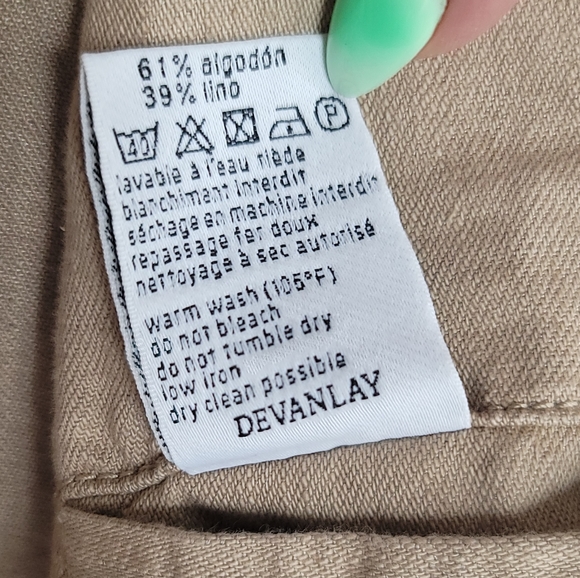 61% algodón
39% lino
40 P
lavable à l'eau tiède
blanchiment interdit
séchage en machine interdit
repassage fer doux
nettoyage à sec autorisé
warm wash (105°F)
do not bleach
do not tumble dry
low iron
dry clean possible
DEVANLAY